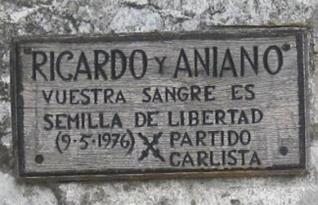 "RICARDO Y ANIANO"
VUESTRA SANGRE ES
SEMILLA DE LIBERTAD
(9·5·1976) PARTIDO
CARLISTA